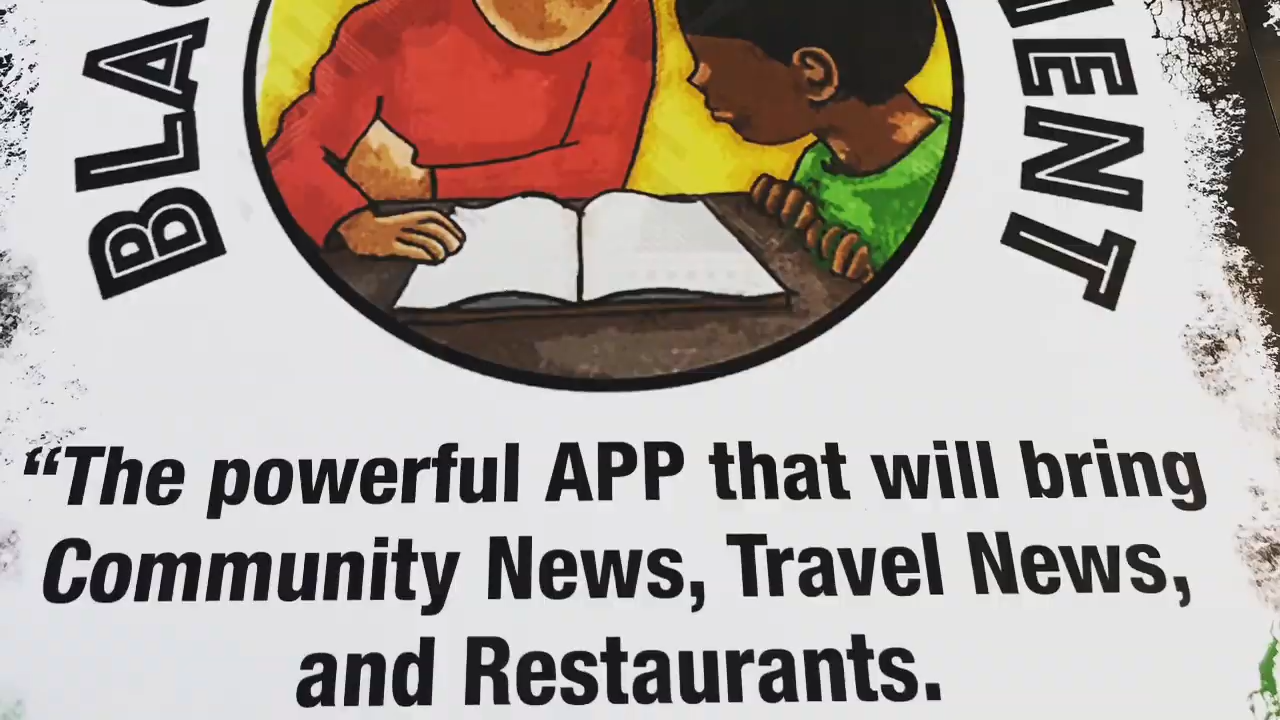 “The powerful APP that will bring
Community News, Travel News,
and Restaurants.